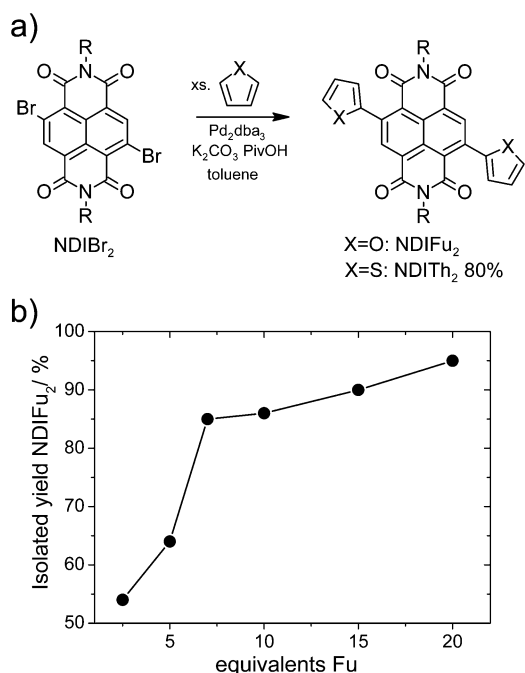 a)
R
N
O
O
Br
Br
O
O
N
R
NDIBr₂
xs.
X
Pd₂dba₃
K₂CO₃ PivOH
toluene
R
N
O
O
X
X
O
O
N
R
X=O: NDIFu₂
X=S: NDITh₂ 80%
b)
Isolated yield NDIFu₂/ %
100
90
80
70
60
50
5
10
15
20
equivalents Fu